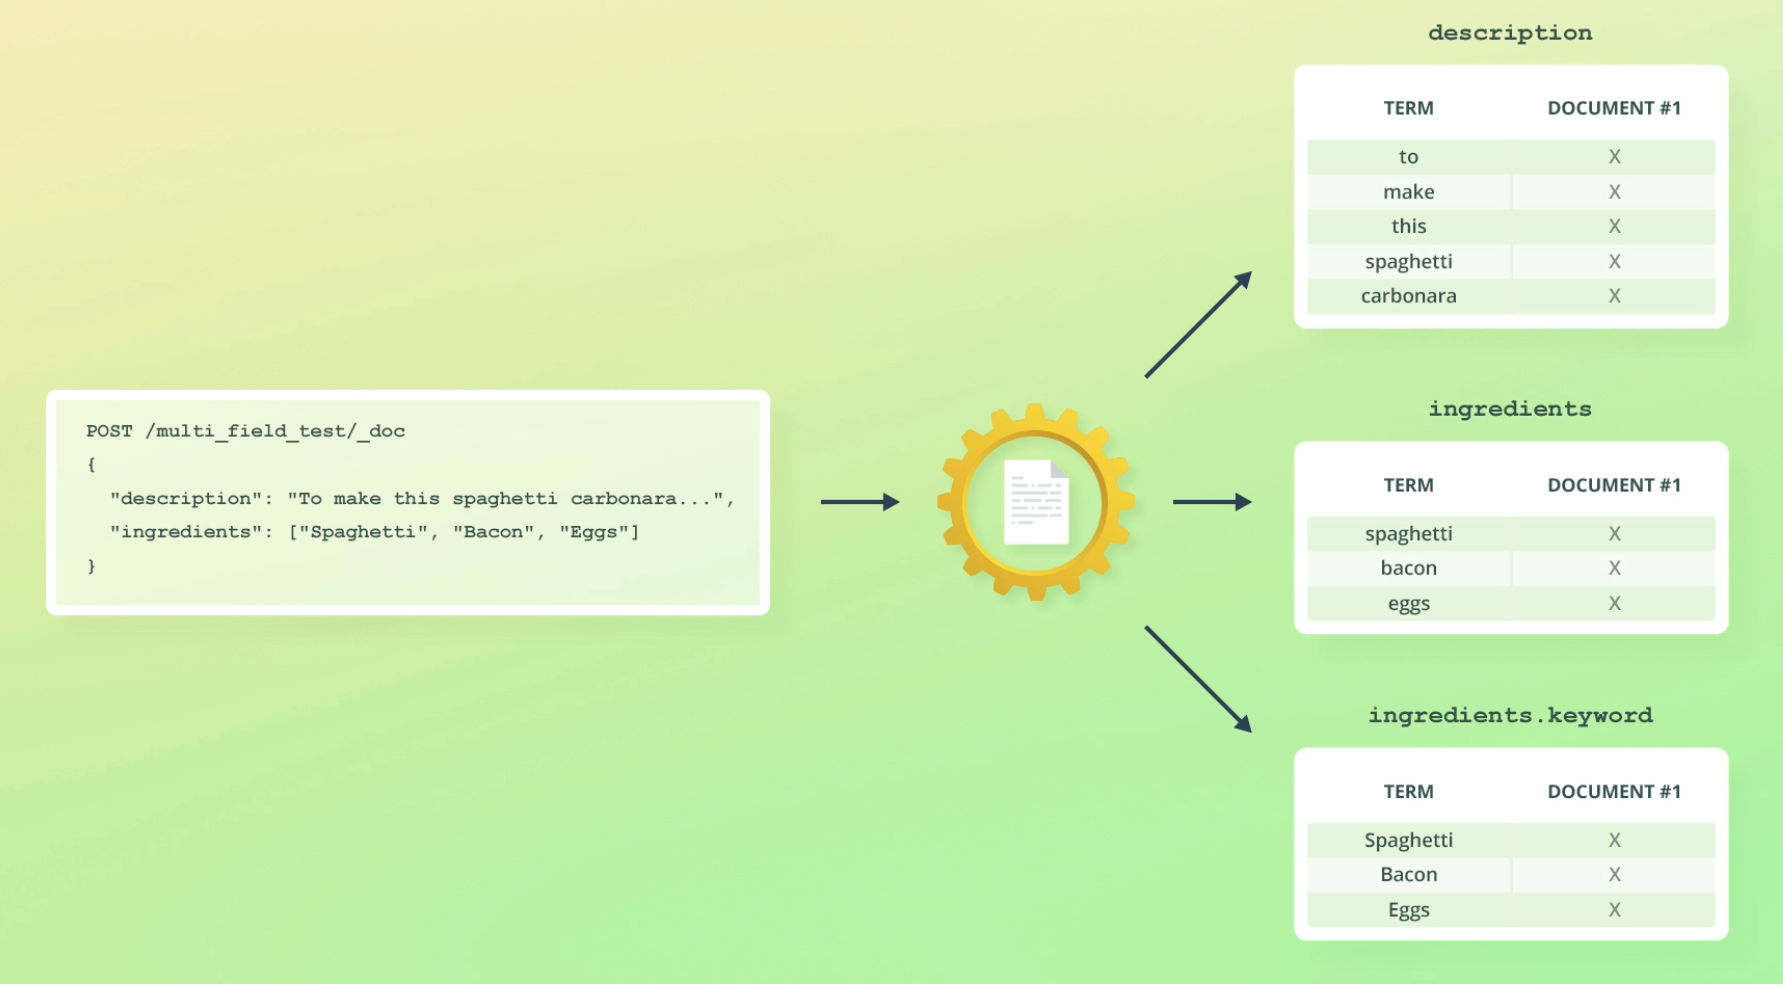 POST /multi_field_test/_doc
{
"description": "To make this spaghetti carbonara...",
"ingredients": ["Spaghetti", "Bacon", "Eggs"]
}
description
TERM DOCUMENT #1
to X
make X
this X
spaghetti X
carbonara X
ingredients
TERM DOCUMENT #1
spaghetti X
bacon X
eggs X
ingredients.keyword
TERM DOCUMENT #1
Spaghetti X
Bacon X
Eggs X